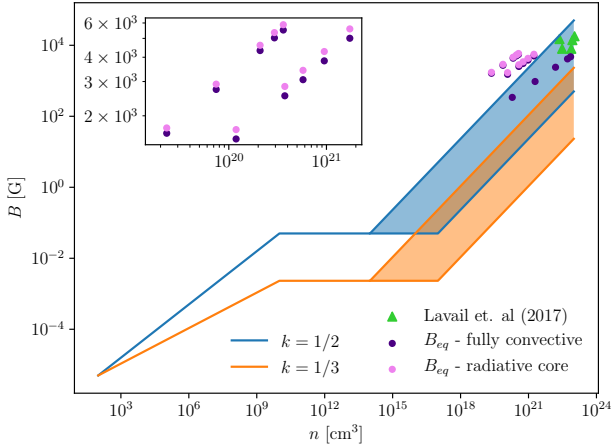 6 × 10³
4 × 10³
3 × 10³
2 × 10³
10²⁰
10²¹
10⁴
10²
10⁰
10⁻²
10⁻⁴
B [G]
k = 1/2
k = 1/3
Lavail et. al (2017)
B_eq - fully convective
B_eq - radiative core
10³
10⁶
10⁹
10¹²
10¹⁵
10¹⁸
10²¹
10²⁴
n [cm³]